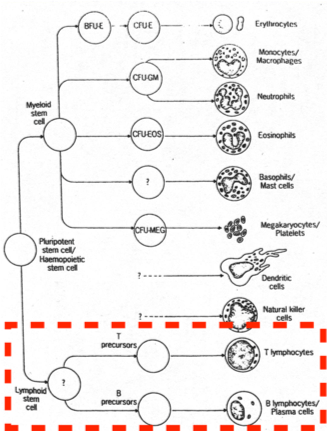 BFU-E
CFU-E
Erythrocytes
Monocytes/
Macrophages
CFU-GM
Neutrophils
Myeloid
stem
cell
CFU-EOS
Eosinophils
?
Basophils/
Mast cells
CFU-MEG
Megakaryocytes/
Platelets
Pluripotent
stem cell/
Haemopoietic
stem cell
?
Dendritic
cells
?
Natural killer
cells
T
precursors
T lymphocytes
?
Lymphoid
stem
cell
B
precursors
B lymphocytes/
Plasma cells